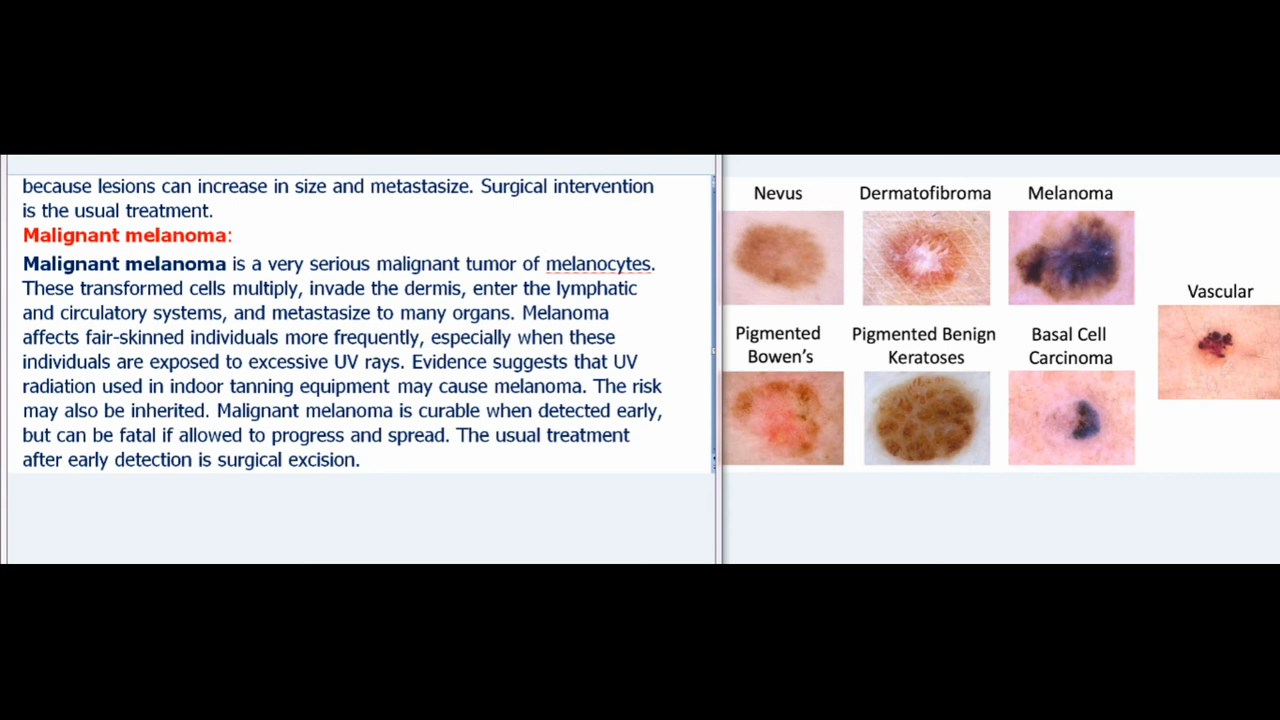 because lesions can increase in size and metastasize. Surgical intervention
is the usual treatment.
Malignant melanoma:
Malignant melanoma is a very serious malignant tumor of melanocytes.
These transformed cells multiply, invade the dermis, enter the lymphatic
and circulatory systems, and metastasize to many organs. Melanoma
affects fair-skinned individuals more frequently, especially when these
individuals are exposed to excessive UV rays. Evidence suggests that UV
radiation used in indoor tanning equipment may cause melanoma. The risk
may also be inherited. Malignant melanoma is curable when detected early,
but can be fatal if allowed to progress and spread. The usual treatment
after early detection is surgical excision.
Nevus
Dermatofibroma
Melanoma
Vascular
Pigmented
Bowen's
Pigmented Benign
Keratoses
Basal Cell
Carcinoma